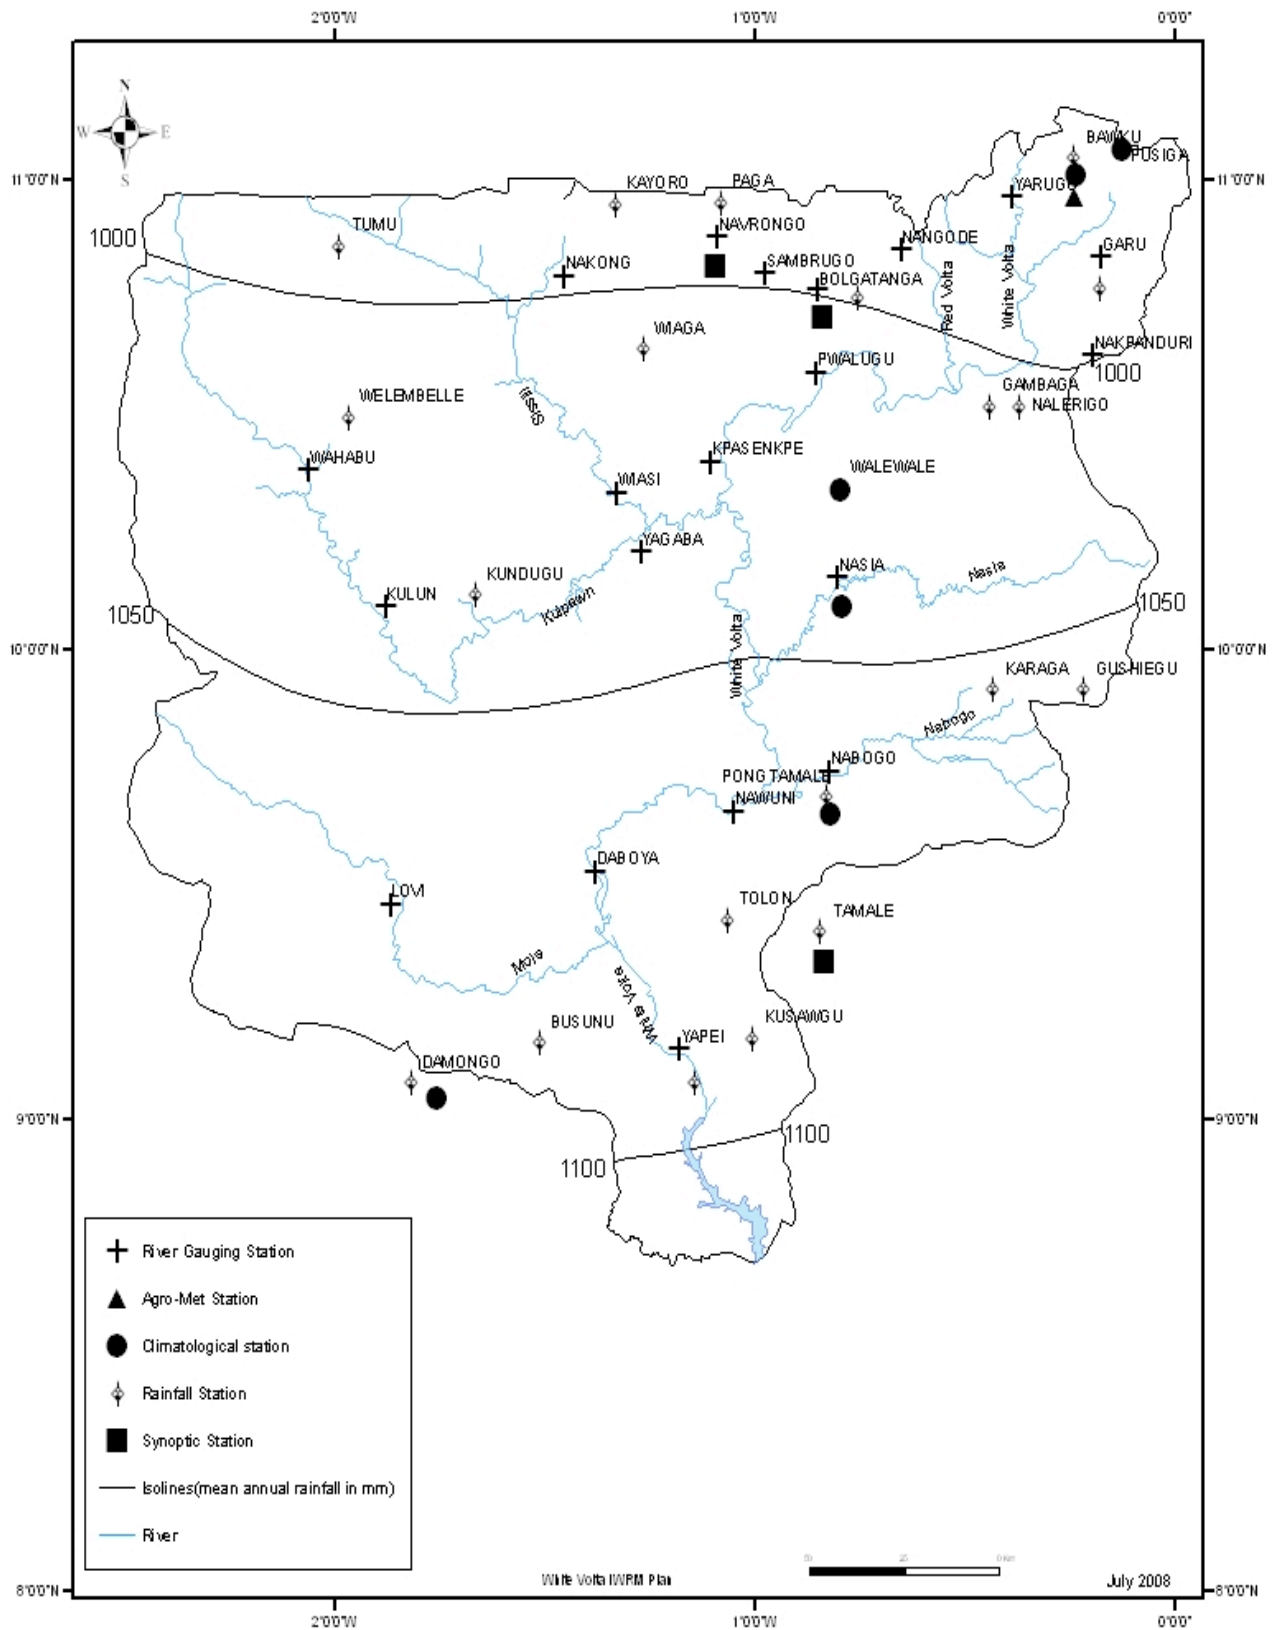 2°0'0"W 1°0'0"W 0°0'0"
N
W E
S
11°0'0"N 11°0'0"N
BAWKU
PUSIGA
KAYORO PAGA
YARUGU
TUMU
NAVRONGO
NANGODE
GARU
1000
NAKONG
SAMBRUGO
BOLGATANGA
Red Volta
White Volta
WIAGA
NAKPANDURI
PWALUGU
1000
GAMBAGA
NALERIGO
WELEMBELLE
Sissili
KPASENKPE
WAHABU
WALEWALE
WIASI
YAGABA
NASIA
Nasia
KUNDUGU
KULUN
Kulpawn
1050 1050
White Volta
10°0'0"N 10°0'0"N
KARAGA GUSHIEGU
Nabogo
NABOGO
PONG TAMALE
NAWUNI
DABOYA
LOVI
TOLON
TAMALE
Mole
White Volta
BUSUNU
KUSAWGU
YAPEI
DAMONGO
9°0'0"N 9°0'0"N
1100
1100
River Gauging Station
Agro-Met Station
Climatological station
Rainfall Station
Synoptic Station
Isolines(mean annual rainfall in mm)
River
50 25 0 Km
White Volta IWRM Plan
July 2008
8°0'0"N 8°0'0"N
2°0'0"W 1°0'0"W 0°0'0"